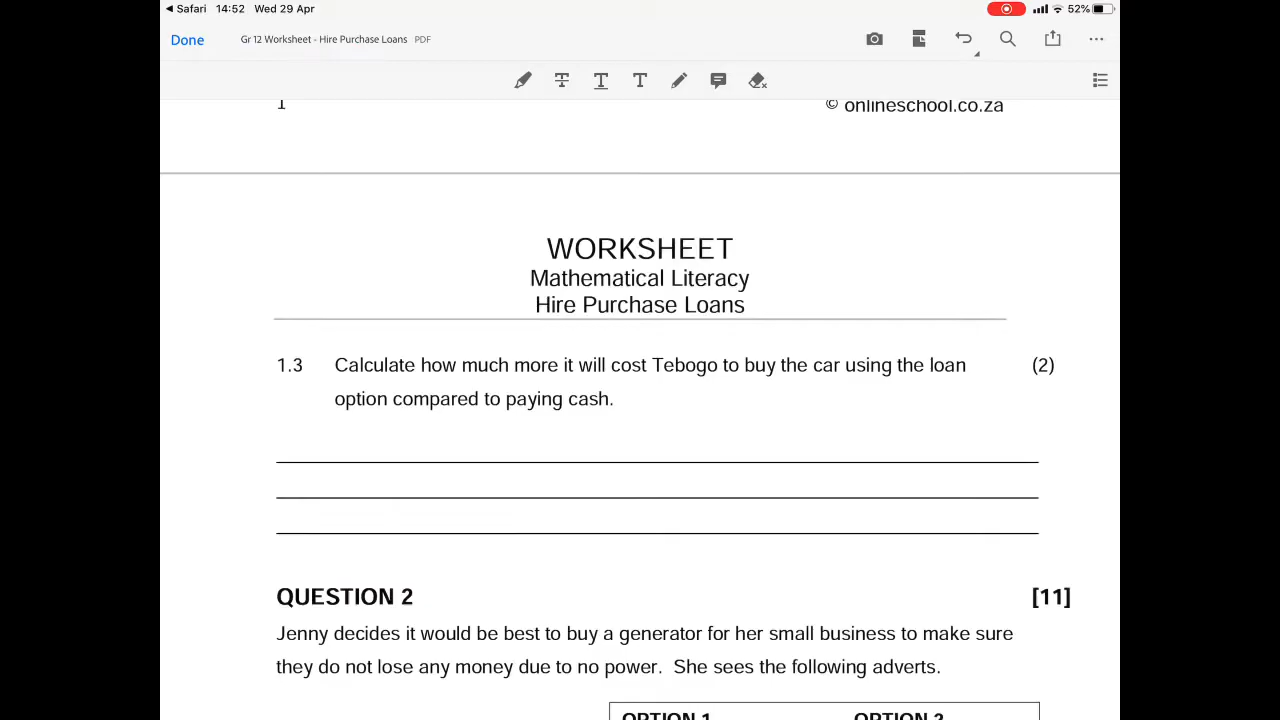 Safari 14:52 Wed 29 Apr 52%
Done Gr 12 Worksheet - Hire Purchase Loans PDF
1 © onlineschool.co.za
WORKSHEET
Mathematical Literacy
Hire Purchase Loans
1.3 Calculate how much more it will cost Tebogo to buy the car using the loan (2)
option compared to paying cash.
QUESTION 2 [11]
Jenny decides it would be best to buy a generator for her small business to make sure
they do not lose any money due to no power. She sees the following adverts.
OPTION 1 OPTION 2